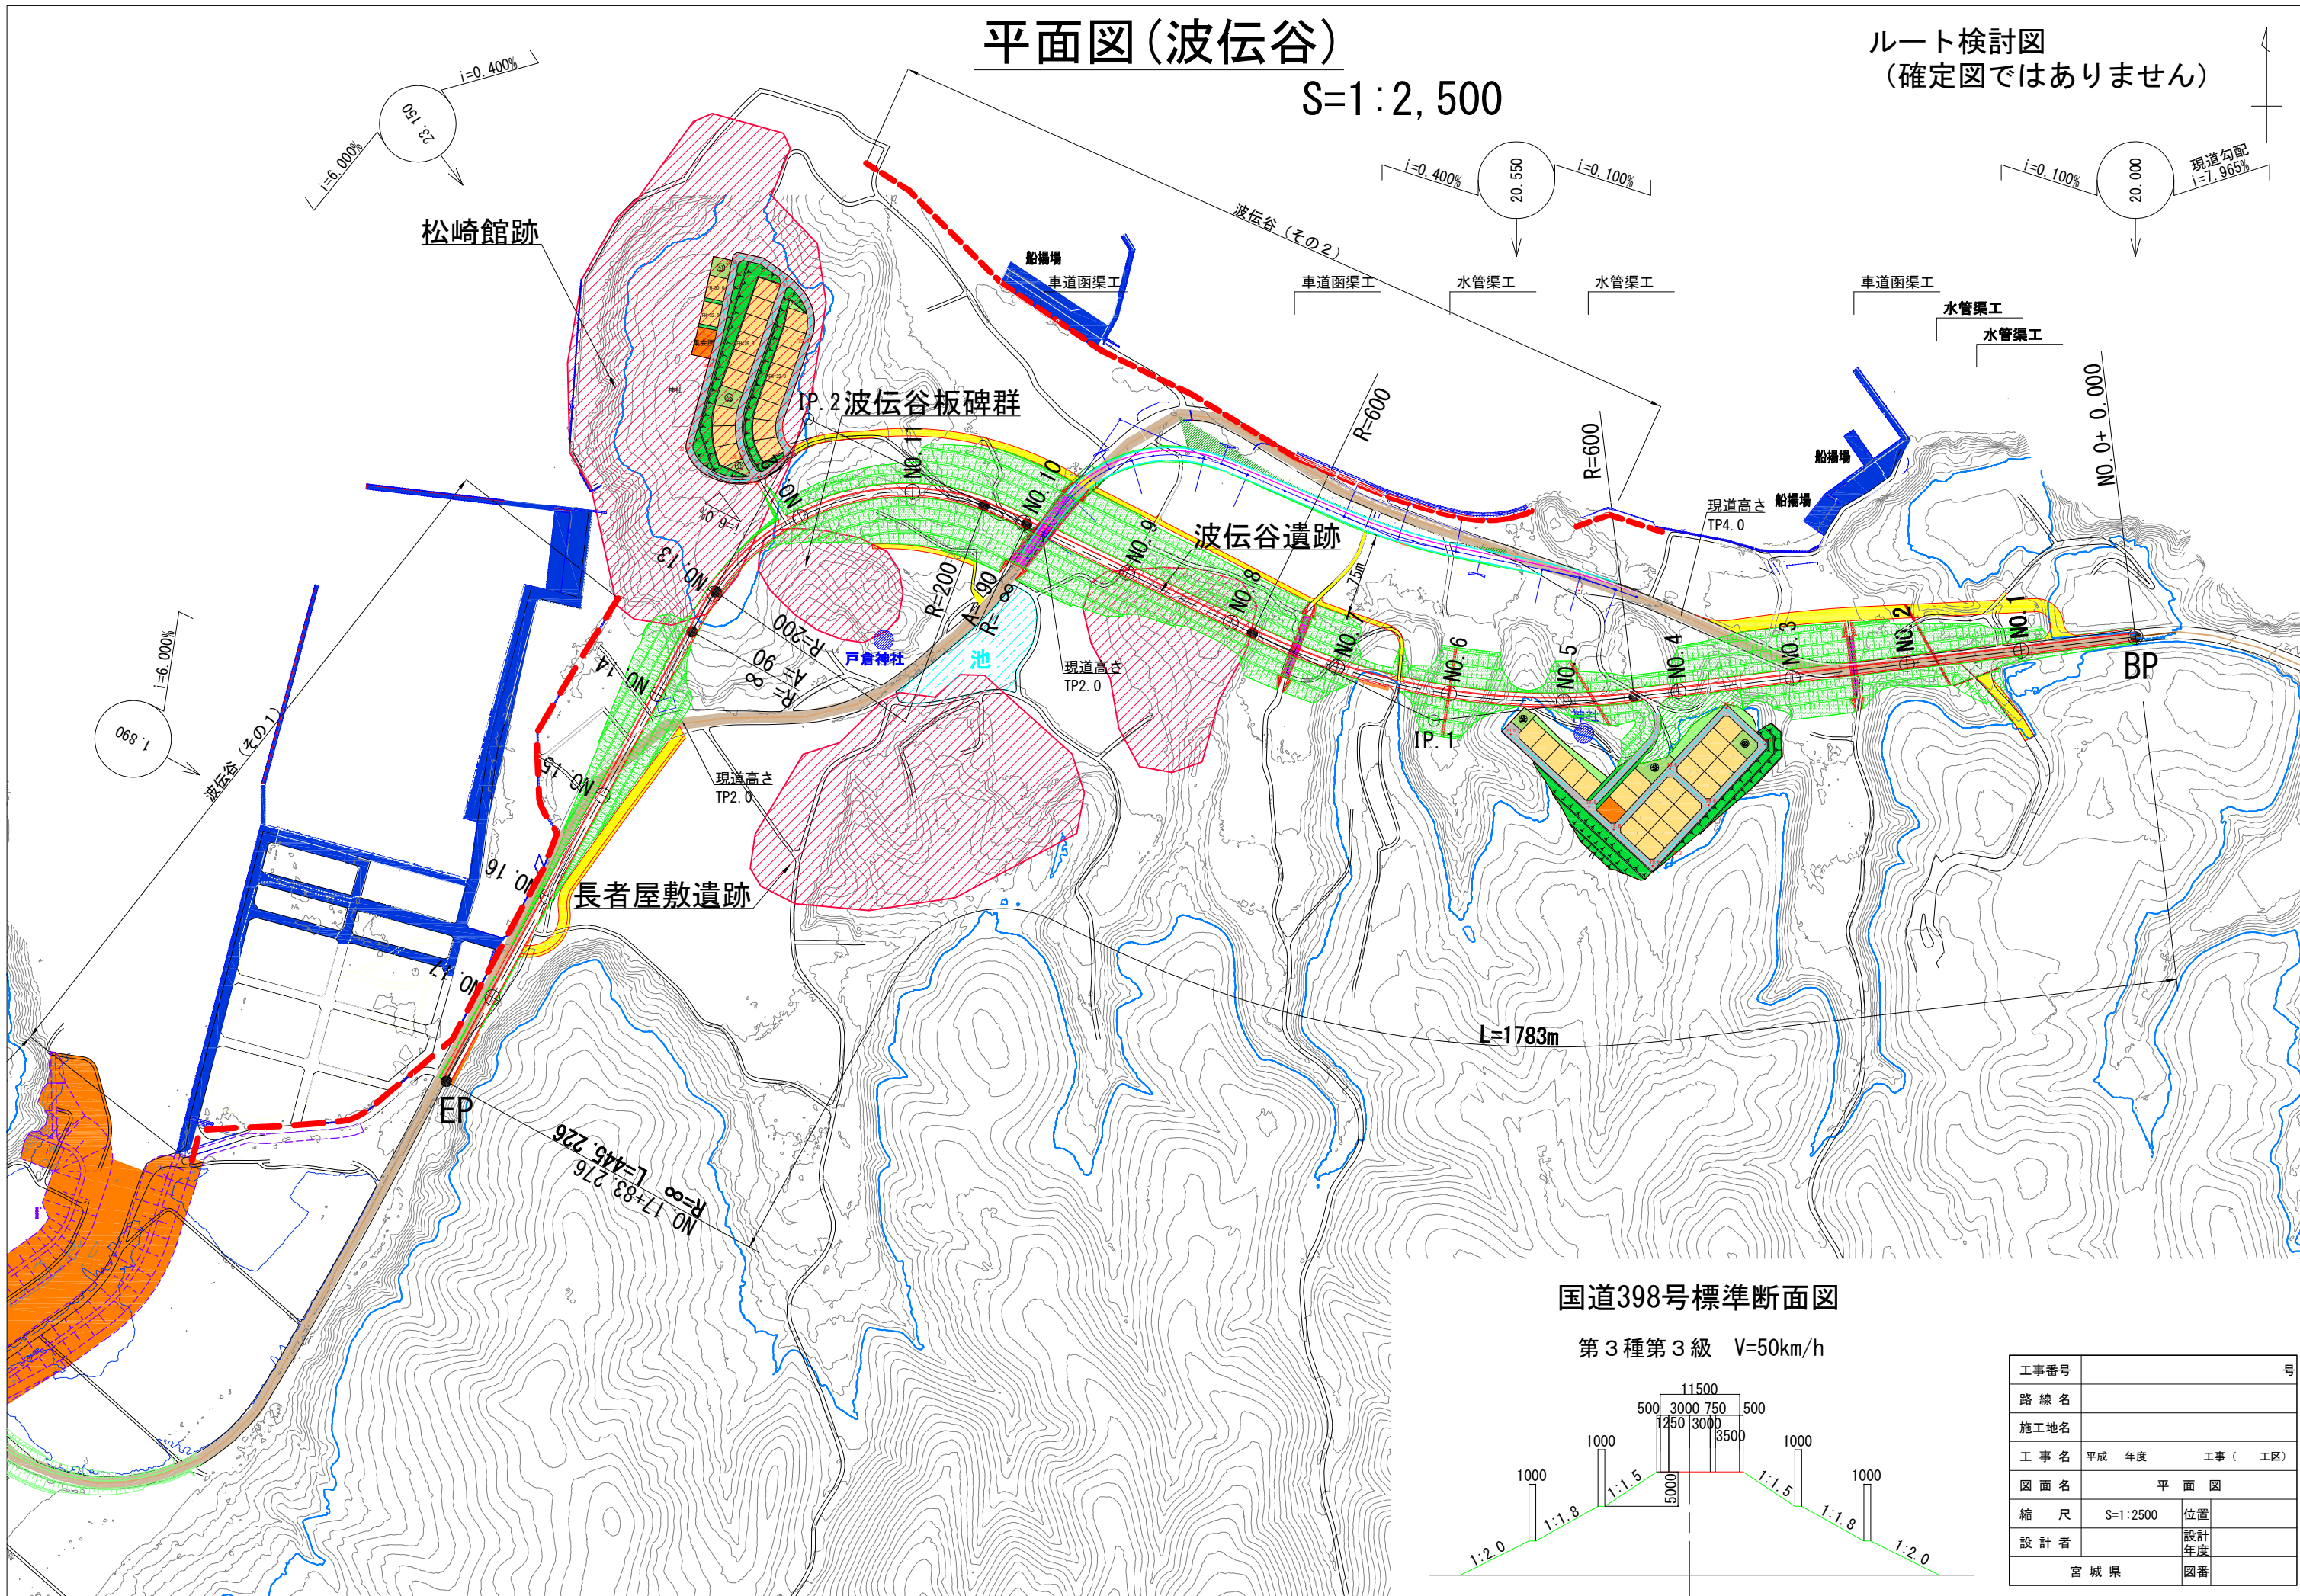 平面図(波伝谷)
S=1:2,500
ルート検討図
（確定図ではありません）
i=0.400%
23.150
i=6.000%
i=0.400%
20.550
i=0.100%
i=0.100%
20.000
現道勾配
i=7.965%
波伝谷（その２）
松崎館跡
船揚場
車道函渠工
車道函渠工
水管渠工
水管渠工
車道函渠工
水管渠工
水管渠工
NO.0+ 0.000
集会所
神社
IP.2
波伝谷板碑群
R=600
R=600
船揚場
船揚場
現道高さ
TP4.0
NO.12
NO.11
NO.10
NO.9
波伝谷遺跡
NO.8
NO.7
75m
NO.6
NO.5
NO.4
NO.3
NO.2
NO.1
BP
i=6.0%
NO.13
R=200
A= 90
R= ∞
R=200
A= 90
R= ∞
戸倉神社
池
現道高さ
TP2.0
神社
IP.1
NO.14
NO.15
現道高さ
TP2.0
i=6.000%
1.890
波伝谷（その１）
NO.16
長者屋敷遺跡
NO.17
L=1783m
EP
R=∞ L=445.226
NO.17+83.276
国道398号標準断面図
第３種第３級 V=50km/h
11500
500 3000 750 500
1250 3000
3500
1000 1000
1000 1000
5000
1:1.5 1:1.5
1:1.8 1:1.8
1:2.0 1:2.0
工事番号 号
路線名
施工地名
工事名 平成 年度 工事（ 工区）
図面名 平面図
縮尺 S=1:2500 位置
設計者 設計年度
宮城県 図番